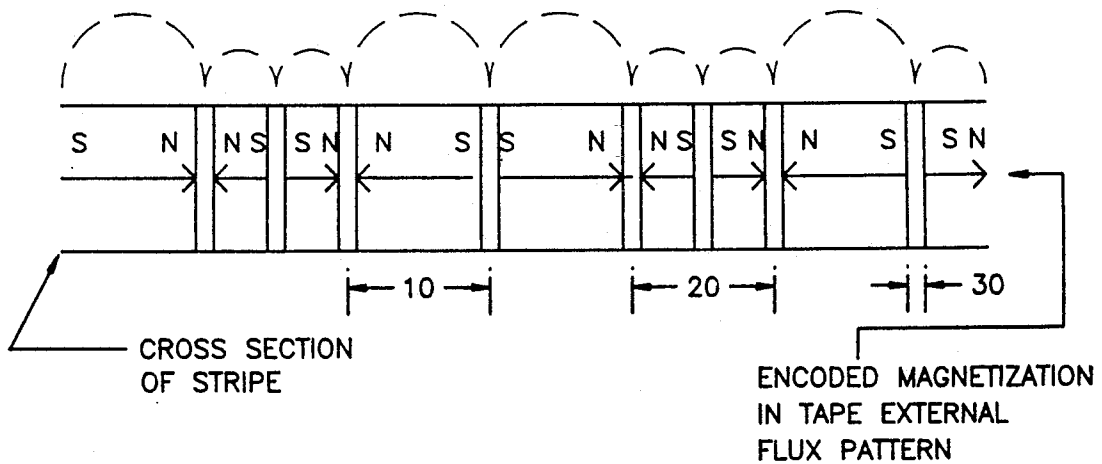 S N N S S N N S S N N S S N N S S N
10 20 30
CROSS SECTION
OF STRIPE
ENCODED MAGNETIZATION
IN TAPE EXTERNAL
FLUX PATTERN